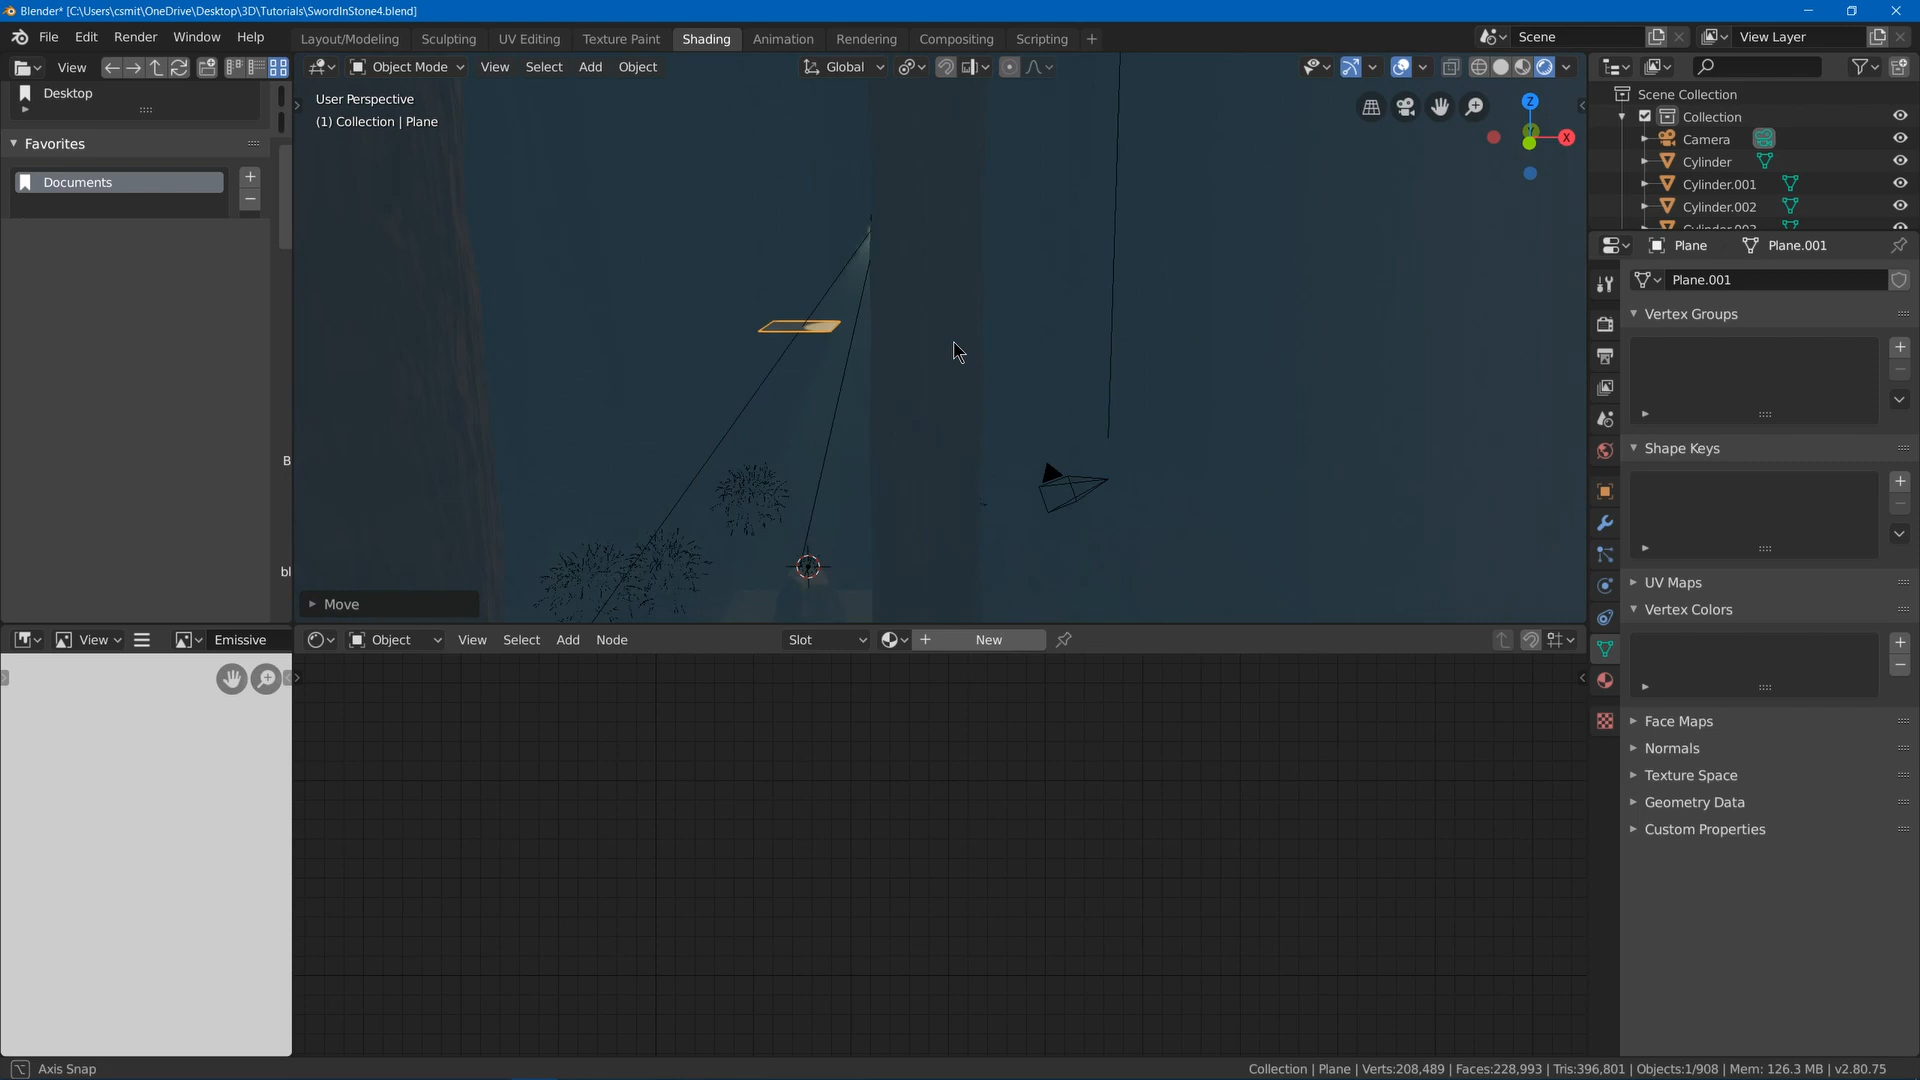 Blender* [C:\Users\csmit\OneDrive\Desktop\3D\Tutorials\SwordInStone4.blend]
File Edit Render Window Help Layout/Modeling Sculpting UV Editing Texture Paint Shading Animation Rendering Compositing Scripting + Scene View Layer
View Object Mode View Select Add Object Global
Desktop
User Perspective
(1) Collection | Plane
Favorites
Documents
Z
Y
X
B
bl
Move
Scene Collection
Collection
Camera
Cylinder
Cylinder.001
Cylinder.002
Plane Plane.001
Plane.001
Vertex Groups
Shape Keys
UV Maps
Vertex Colors
Face Maps
Normals
Texture Space
Geometry Data
Custom Properties
View Emissive Object View Select Add Node Slot New
Axis Snap
Collection | Plane | Verts:208,489 | Faces:228,993 | Tris:396,801 | Objects:1/908 | Mem: 126.3 MB | v2.80.75